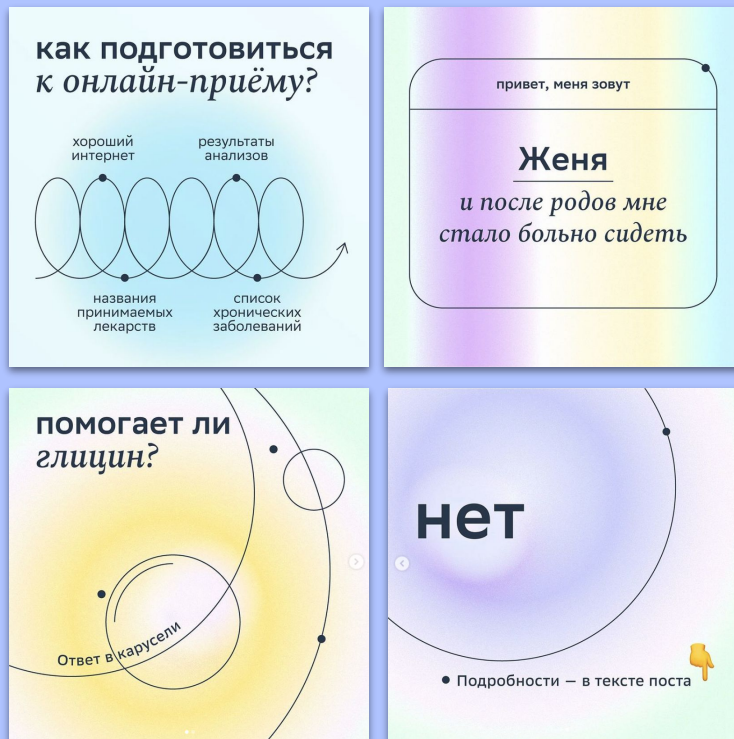 как подготовиться
к онлайн-приёму?
хороший
интернет
результаты
анализов
названия
принимаемых
лекарств
список
хронических
заболеваний
привет, меня зовут
Женя
и после родов мне
стало больно сидеть
помогает ли
глицин?
Ответ в карусели
нет
Подробности — в тексте поста